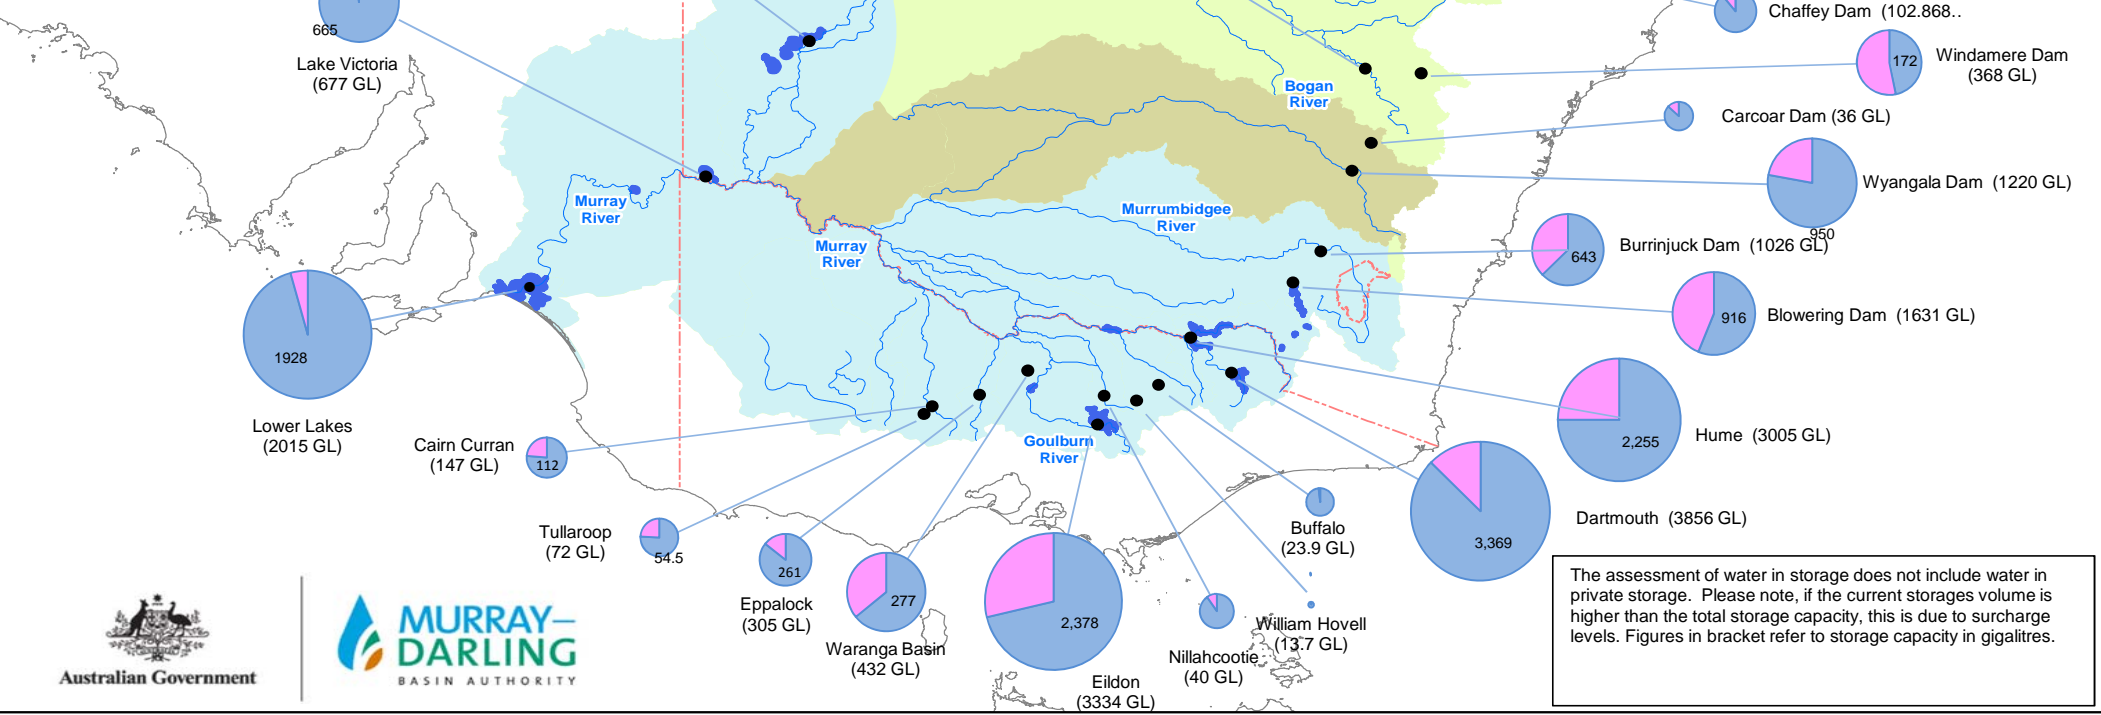 Chaffey Dam (102.868..
665
Lake Victoria
(677 GL)
172
Windamere Dam
(368 GL)
Bogan
River
Carcoar Dam (36 GL)
Wyangala Dam (1220 GL)
950
Murray
River
Murrumbidgee
River
Murray
River
643
Burrinjuck Dam (1026 GL)
916
Blowering Dam (1631 GL)
1928
Lower Lakes
(2015 GL)
2,255
Hume (3005 GL)
Cairn Curran
(147 GL)
112
Goulburn
River
Tullaroop
(72 GL)
54.5
Buffalo
(23.9 GL)
3,369
Dartmouth (3856 GL)
261
Eppalock
(305 GL)
277
Waranga Basin
(432 GL)
2,378
Eildon
(3334 GL)
Nillahcootie
(40 GL)
William Hovell
(13.7 GL)
The assessment of water in storage does not include water in
private storage. Please note, if the current storages volume is
higher than the total storage capacity, this is due to surcharge
levels. Figures in bracket refer to storage capacity in gigalitres.
Australian Government
MURRAY–
DARLING
BASIN AUTHORITY